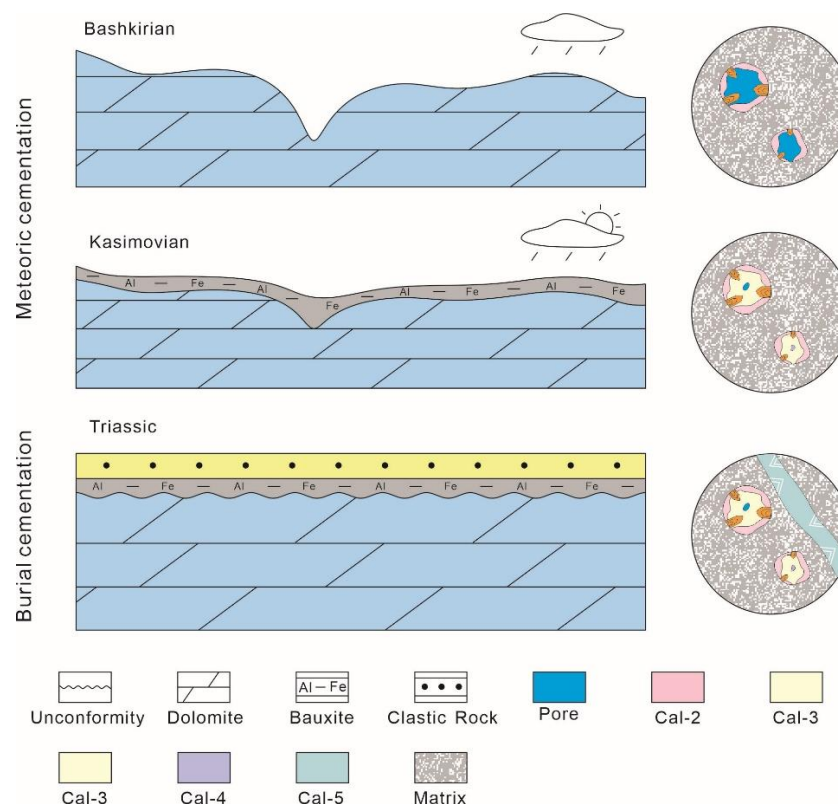 Bashkirian
Meteoric cementation
Kasimovian
Al Fe Al Fe Al Fe Al Fe
Triassic
Burial cementation
Al Fe Al Fe Al Fe Al Fe
Al – Fe
Unconformity Dolomite Bauxite Clastic Rock Pore Cal-2 Cal-3
Cal-3 Cal-4 Cal-5 Matrix